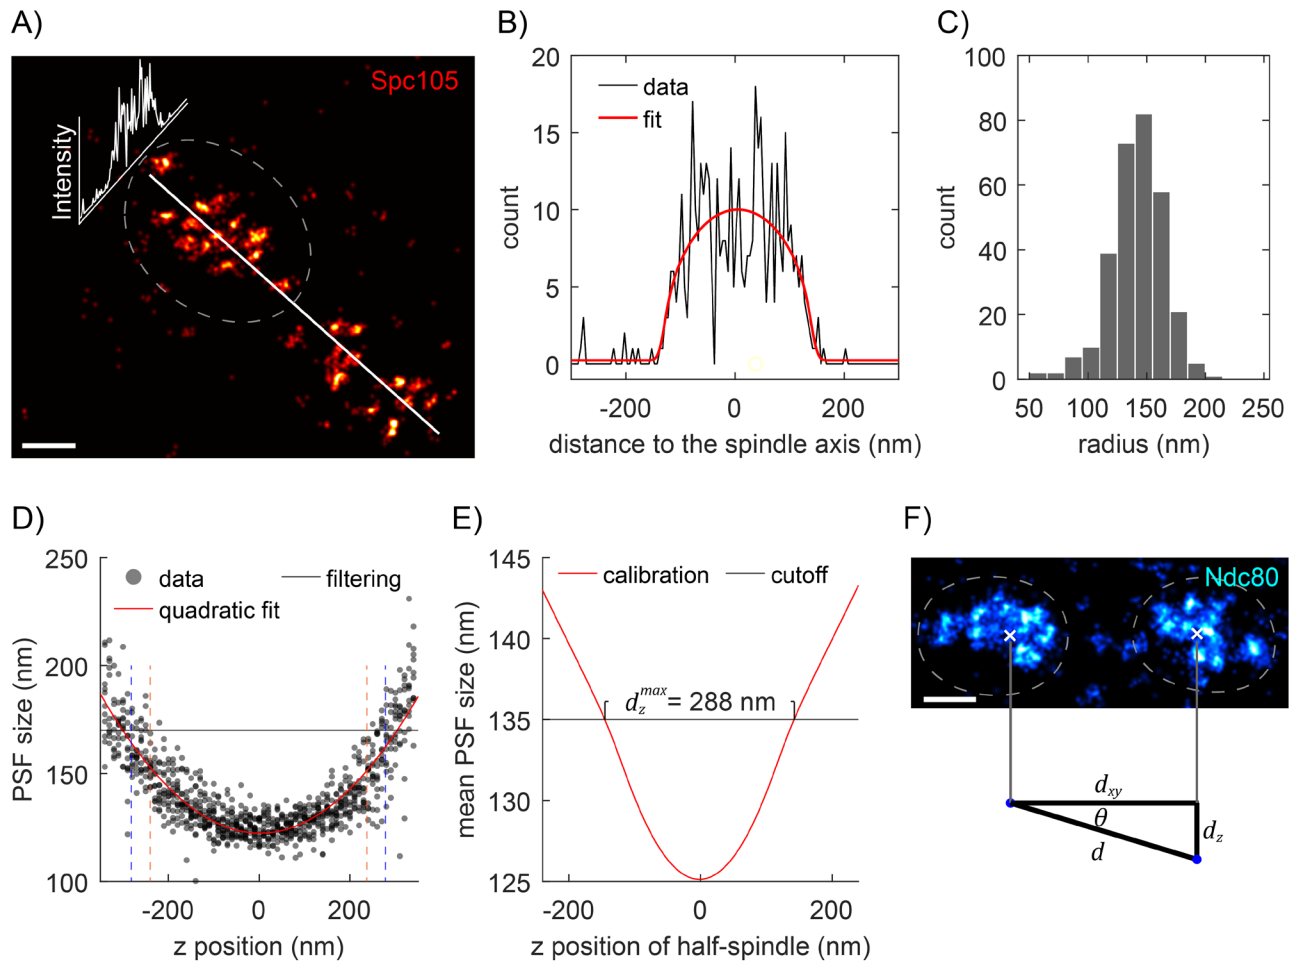 A)
Spc105
Intensity
B)
20
15
10
5
0
count
data
fit
-200
0
200
distance to the spindle axis (nm)
C)
100
80
60
40
20
0
count
50
100
150
200
250
radius (nm)
D)
250
200
150
100
PSF size (nm)
data
filtering
quadratic fit
-200
0
200
z position (nm)
E)
145
140
135
130
125
mean PSF size (nm)
calibration
cutoff
d_z^max = 288 nm
-200
0
200
z position of half-spindle (nm)
F)
Ndc80
d_xy
θ
d_z
d